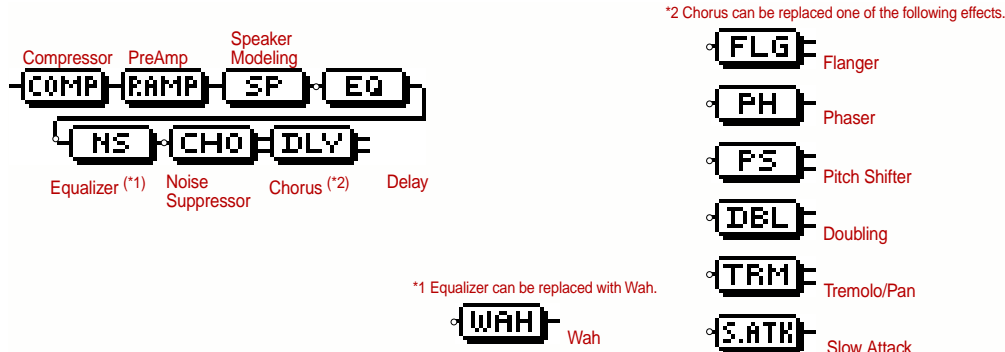 *2 Chorus can be replaced one of the following effects.
Compressor PreAmp Speaker Modeling
COMP RAMP SP EQ
NS CHO DLY
Equalizer (*1) Noise Suppressor Chorus (*2) Delay
*1 Equalizer can be replaced with Wah.
WAH Wah
FLG Flanger
PH Phaser
PS Pitch Shifter
DBL Doubling
TRM Tremolo/Pan
S.ATK Slow Attack